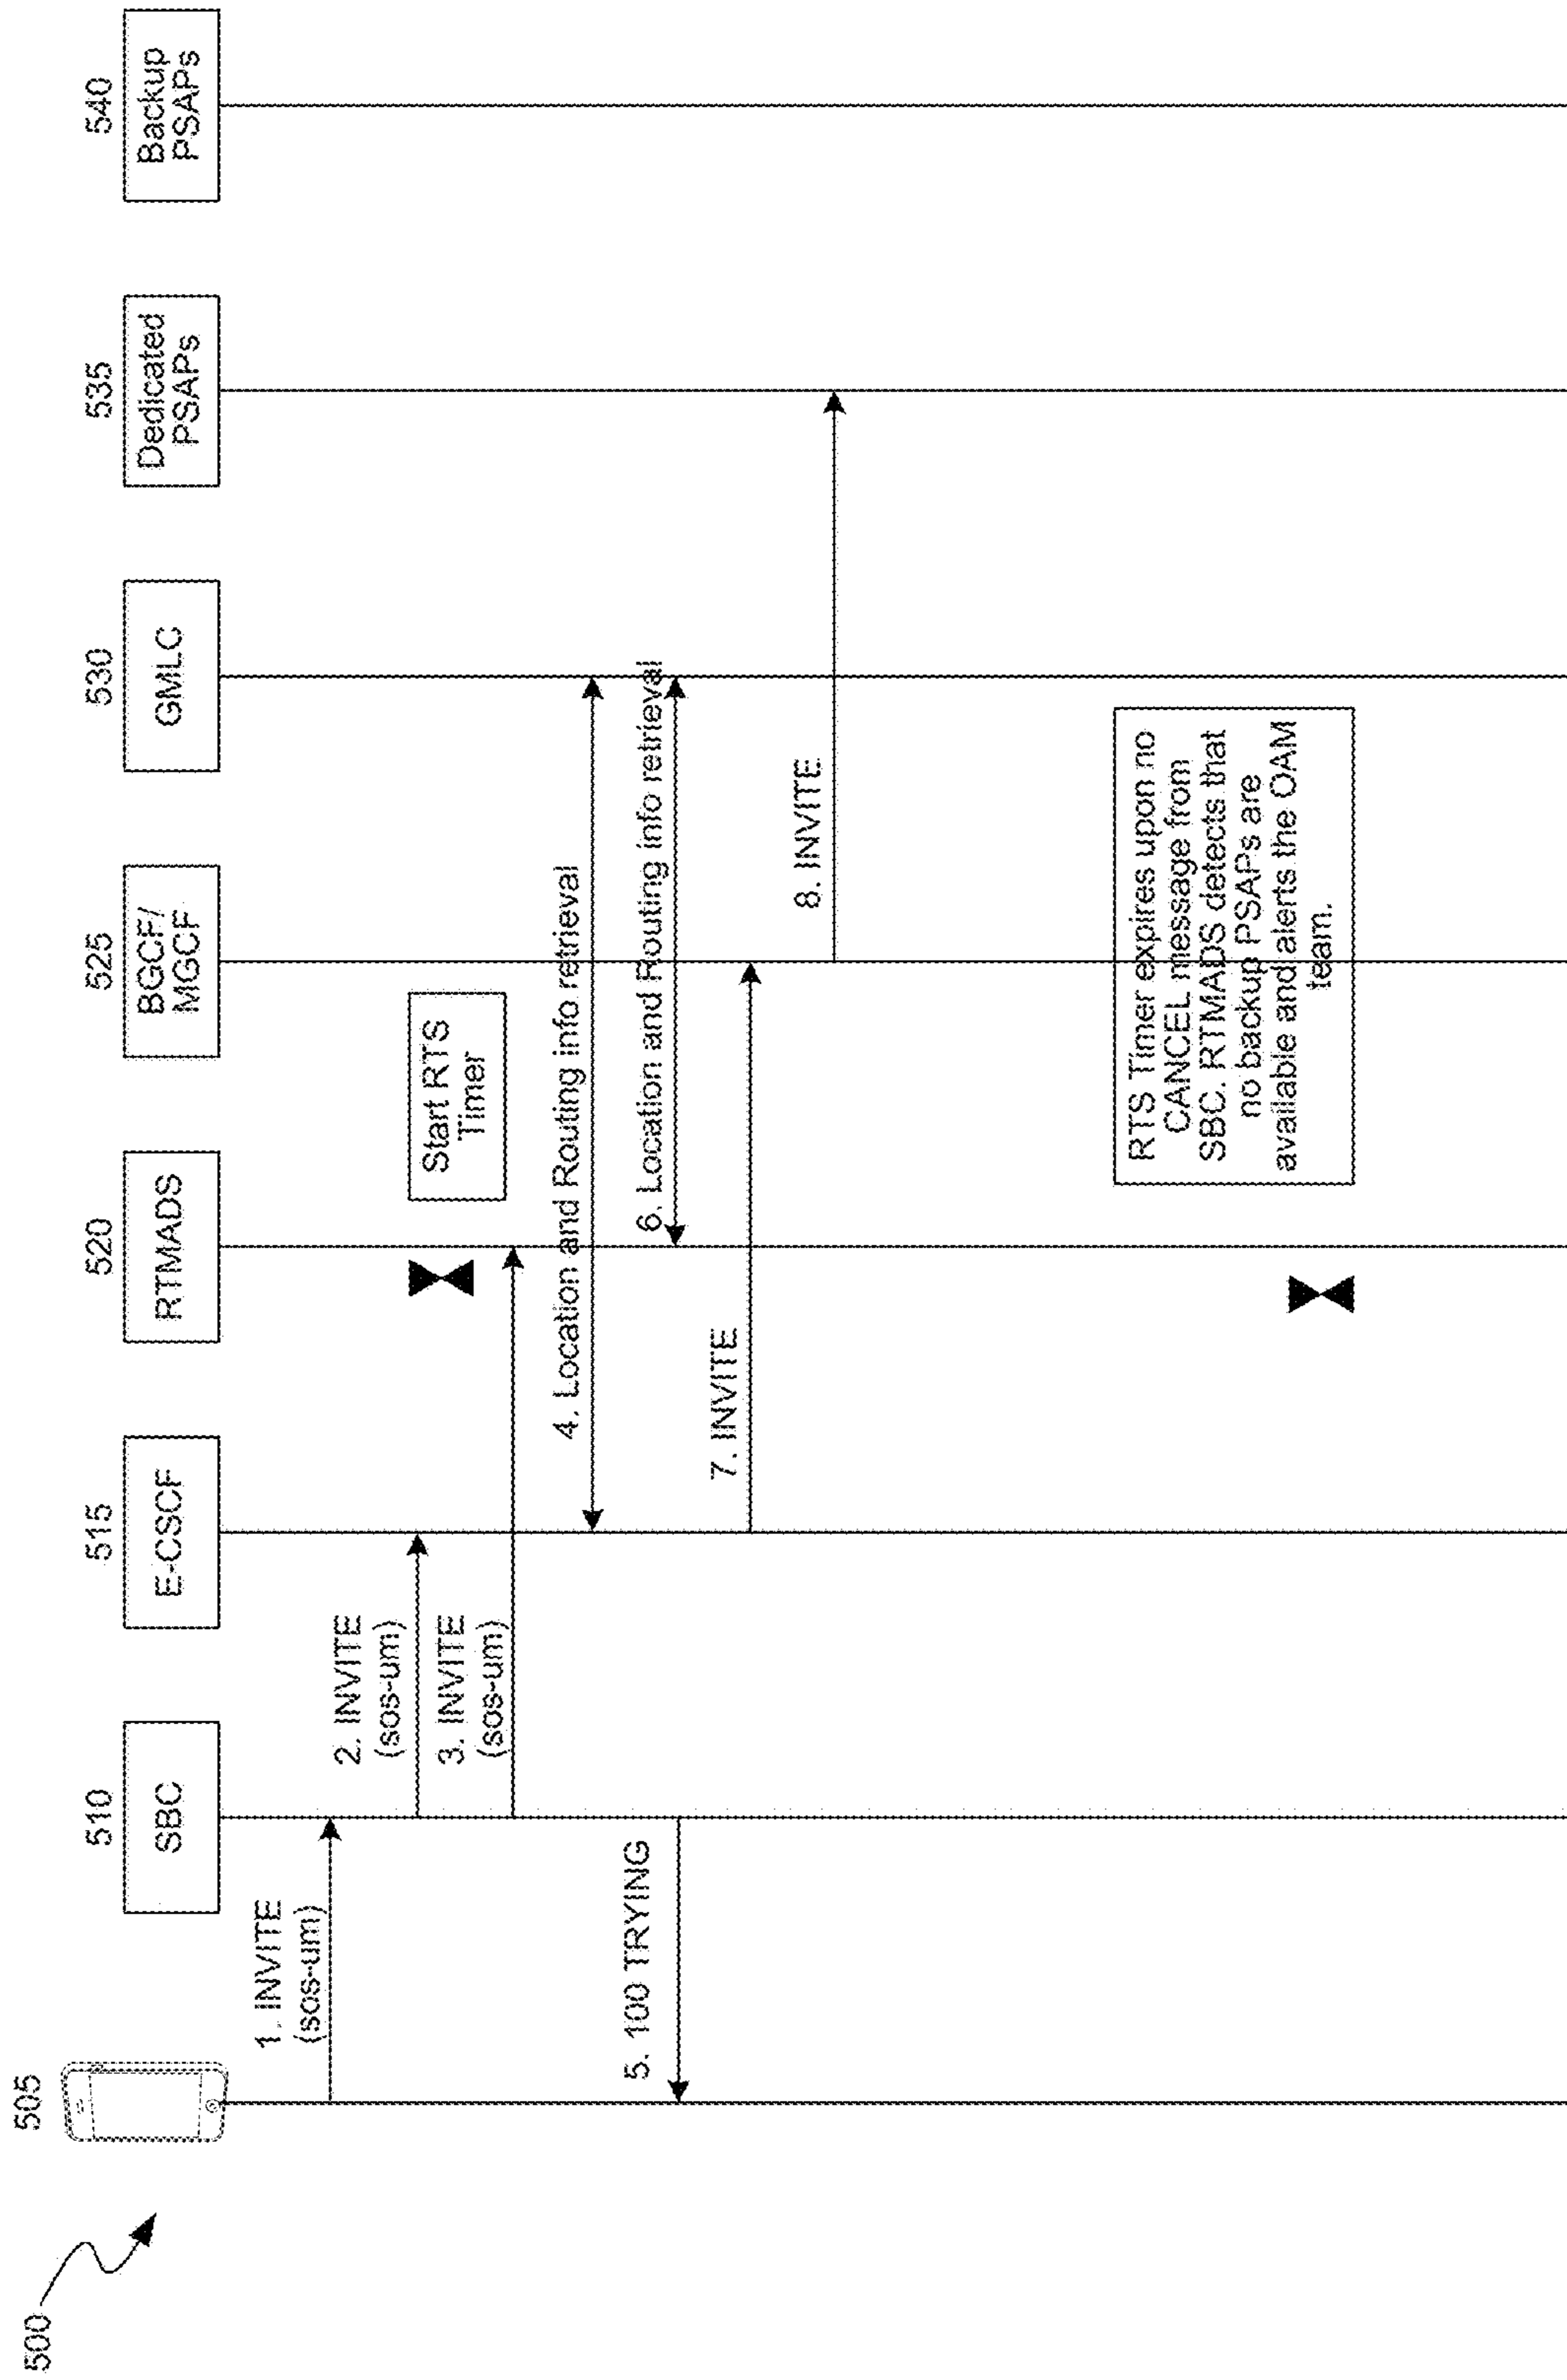 500
505
510
515
520
525
530
535
540
SBC
E-CSCF
RTMADS
BGCF/
MGCF
GMLC
Dedicated
PSAPs
Backup
PSAPs
1. INVITE
(sos-um)
2. INVITE
(sos-um)
Start RTS
Timer
3. INVITE
(sos-um)
4. Location and Routing info retrieval
5. 100 TRYING
6. Location and Routing info retrieval
7. INVITE
8. INVITE
RTS Timer expires upon no
CANCEL message from
SBC. RTMADS detects that
no backup PSAPs are
available and alerts the OAM
team.